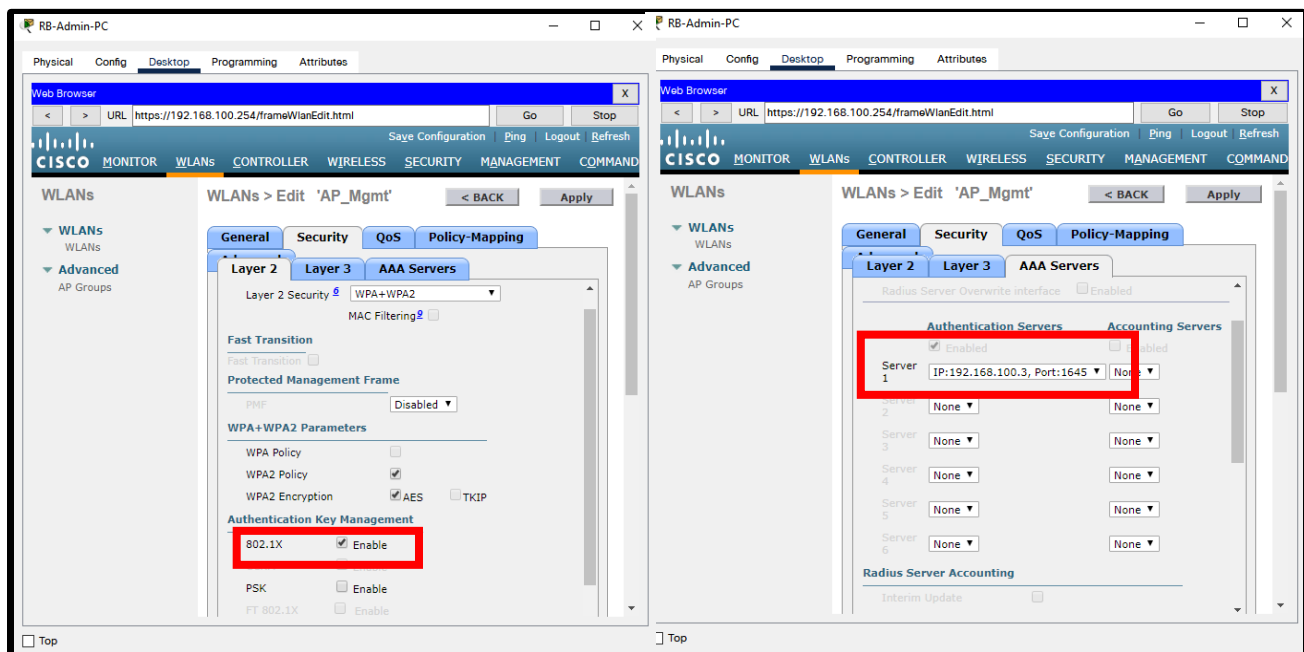 RB-Admin-PC
Physical Config Desktop Programming Attributes
Web Browser X
< > URL https://192.168.100.254/frameWlanEdit.html Go Stop
Save Configuration Ping Logout Refresh
CISCO MONITOR WLANs CONTROLLER WIRELESS SECURITY MANAGEMENT COMMAND
WLANs
WLANs
WLANs
Advanced
AP Groups
WLANs > Edit 'AP_Mgmt' < BACK Apply
General Security QoS Policy-Mapping
Layer 2 Layer 3 AAA Servers
Layer 2 Security 6 WPA+WPA2
MAC Filtering 9
Fast Transition
Fast Transition
Protected Management Frame
PMF Disabled
WPA+WPA2 Parameters
WPA Policy
WPA2 Policy
WPA2 Encryption AES TKIP
Authentication Key Management
802.1X Enable
Enable
PSK Enable
FT 802.1X Enable
Top
RB-Admin-PC
Physical Config Desktop Programming Attributes
Web Browser X
< > URL https://192.168.100.254/frameWlanEdit.html Go Stop
Save Configuration Ping Logout Refresh
CISCO MONITOR WLANs CONTROLLER WIRELESS SECURITY MANAGEMENT COMMAND
WLANs
WLANs
WLANs
Advanced
AP Groups
WLANs > Edit 'AP_Mgmt' < BACK Apply
General Security QoS Policy-Mapping
Layer 2 Layer 3 AAA Servers
Radius Server Overwrite interface Enabled
Authentication Servers Accounting Servers
Enabled Enabled
Server 1 IP:192.168.100.3, Port:1645 None
Server 2 None None
Server 3 None None
Server 4 None None
Server 5 None None
Server 6 None None
Radius Server Accounting
Interim Update
Top